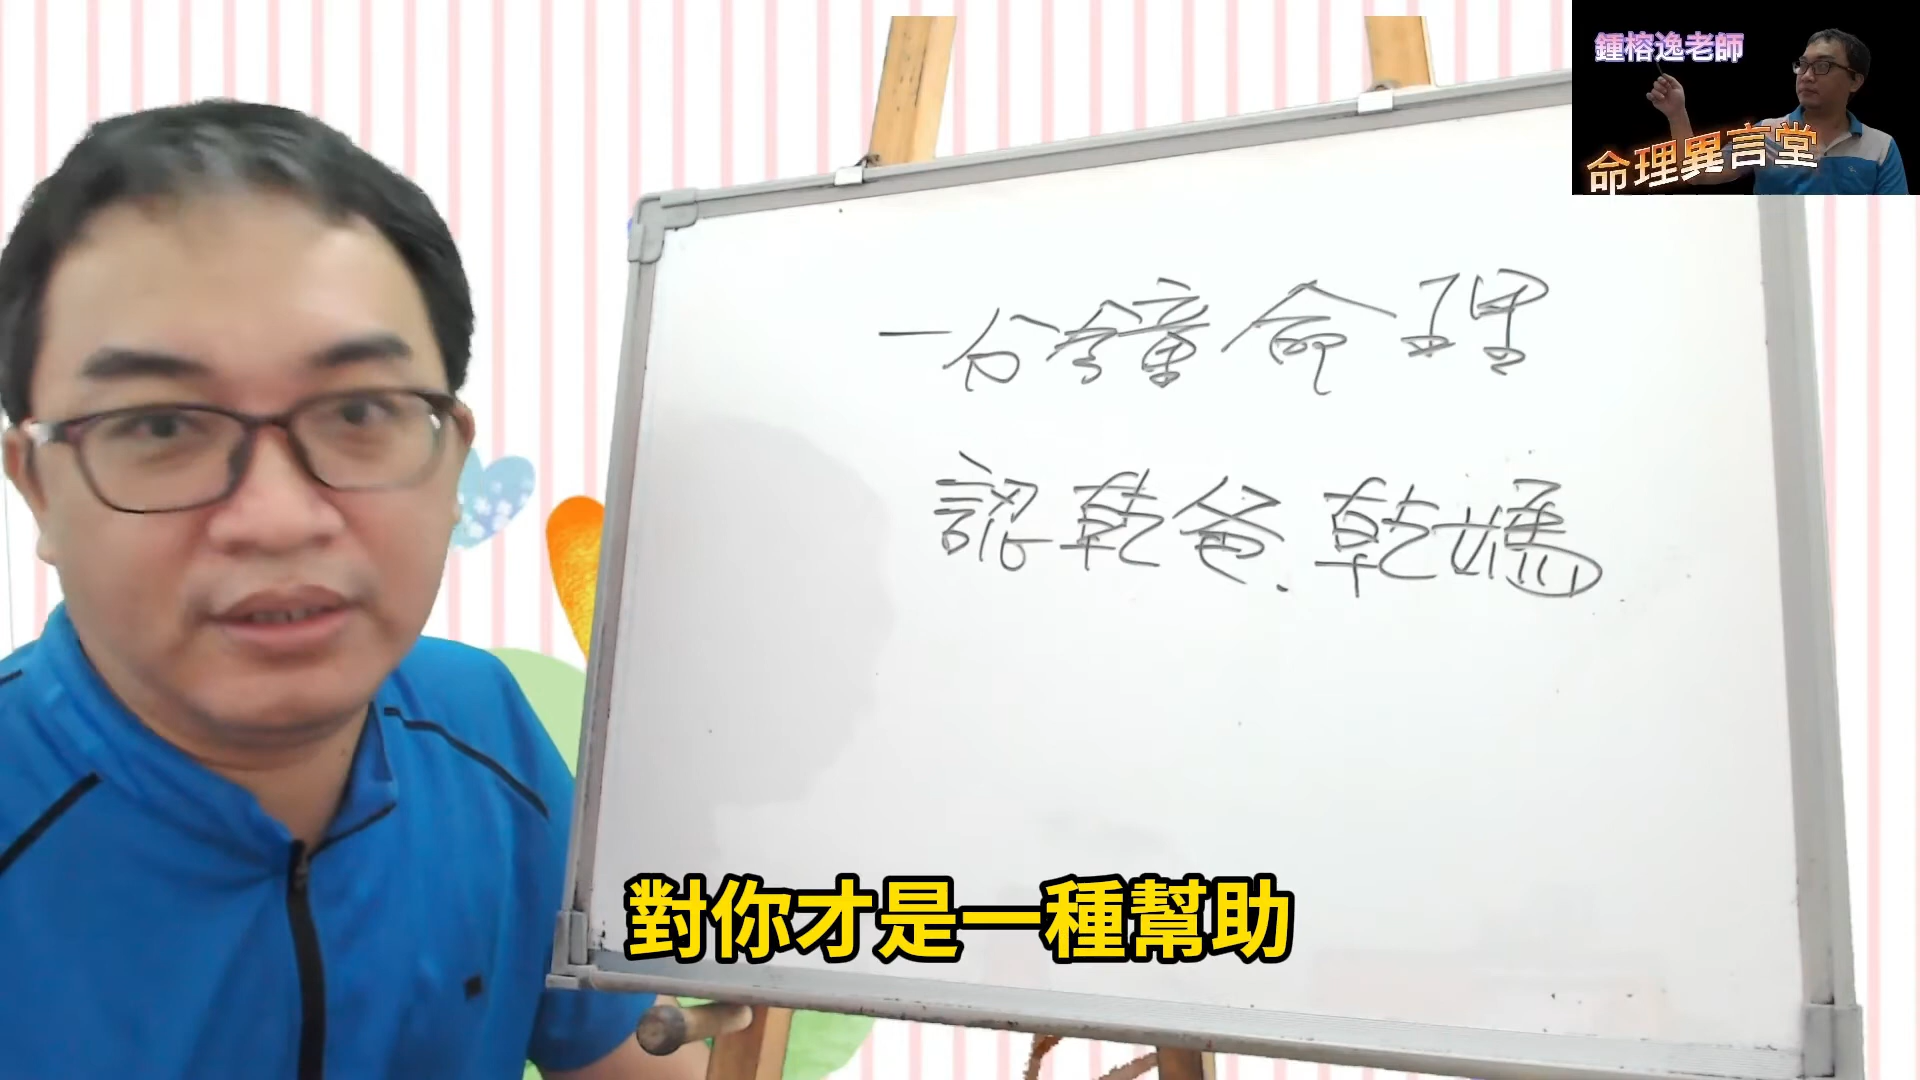 鍾榕逸老師
命理異言堂
一分鐘命理
認乾爸.乾媽
對你才是一種幫助